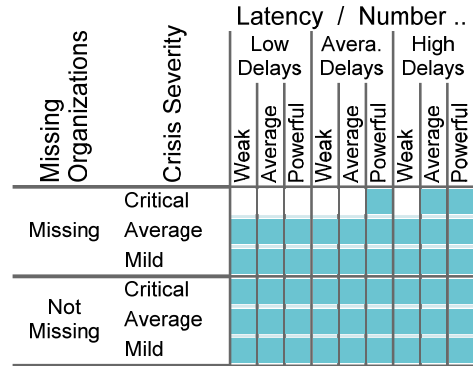 Latency / Number ..
Low Delays
Avera. Delays
High Delays
Missing Organizations
Crisis Severity
Weak
Average
Powerful
Weak
Average
Powerful
Weak
Average
Powerful
Missing
Critical
Average
Mild
Not Missing
Critical
Average
Mild